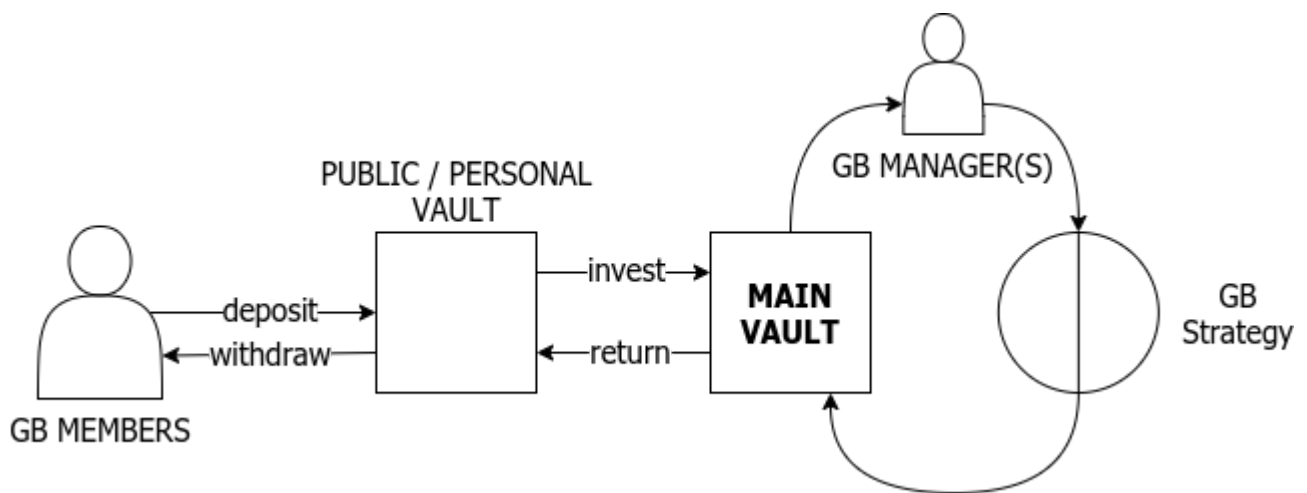 GB MANAGER(S)
PUBLIC / PERSONAL
VAULT
deposit
withdraw
GB MEMBERS
invest
return
MAIN
VAULT
GB
Strategy